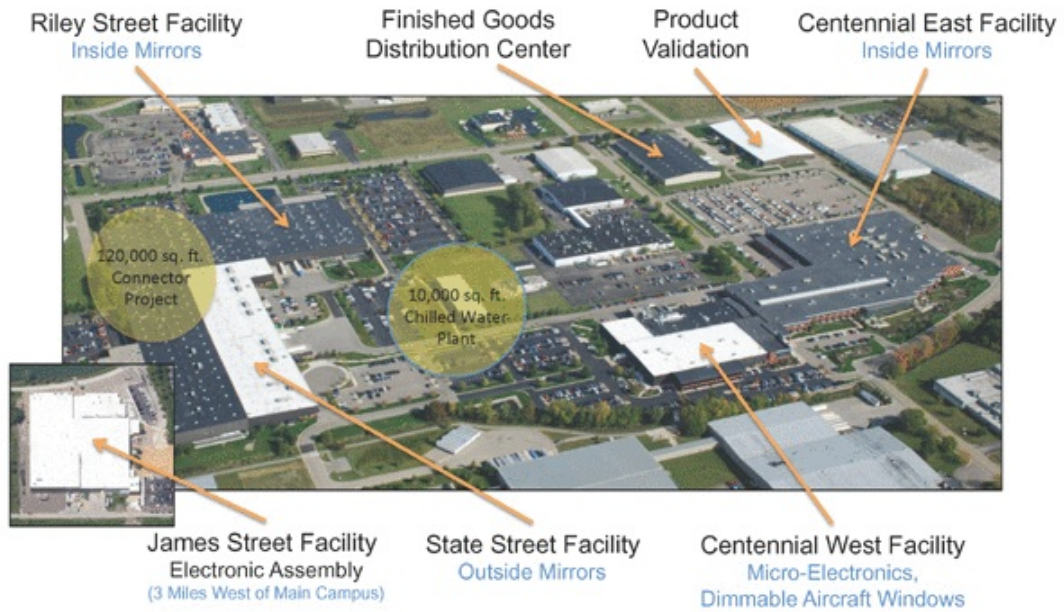 Riley Street Facility
Inside Mirrors
Finished Goods
Distribution Center
Product
Validation
Centennial East Facility
Inside Mirrors
120,000 sq. ft.
Connector
Project
10,000 sq. ft.
Chilled Water
Plant
James Street Facility
Electronic Assembly
(3 Miles West of Main Campus)
State Street Facility
Outside Mirrors
Centennial West Facility
Micro-Electronics,
Dimmable Aircraft Windows